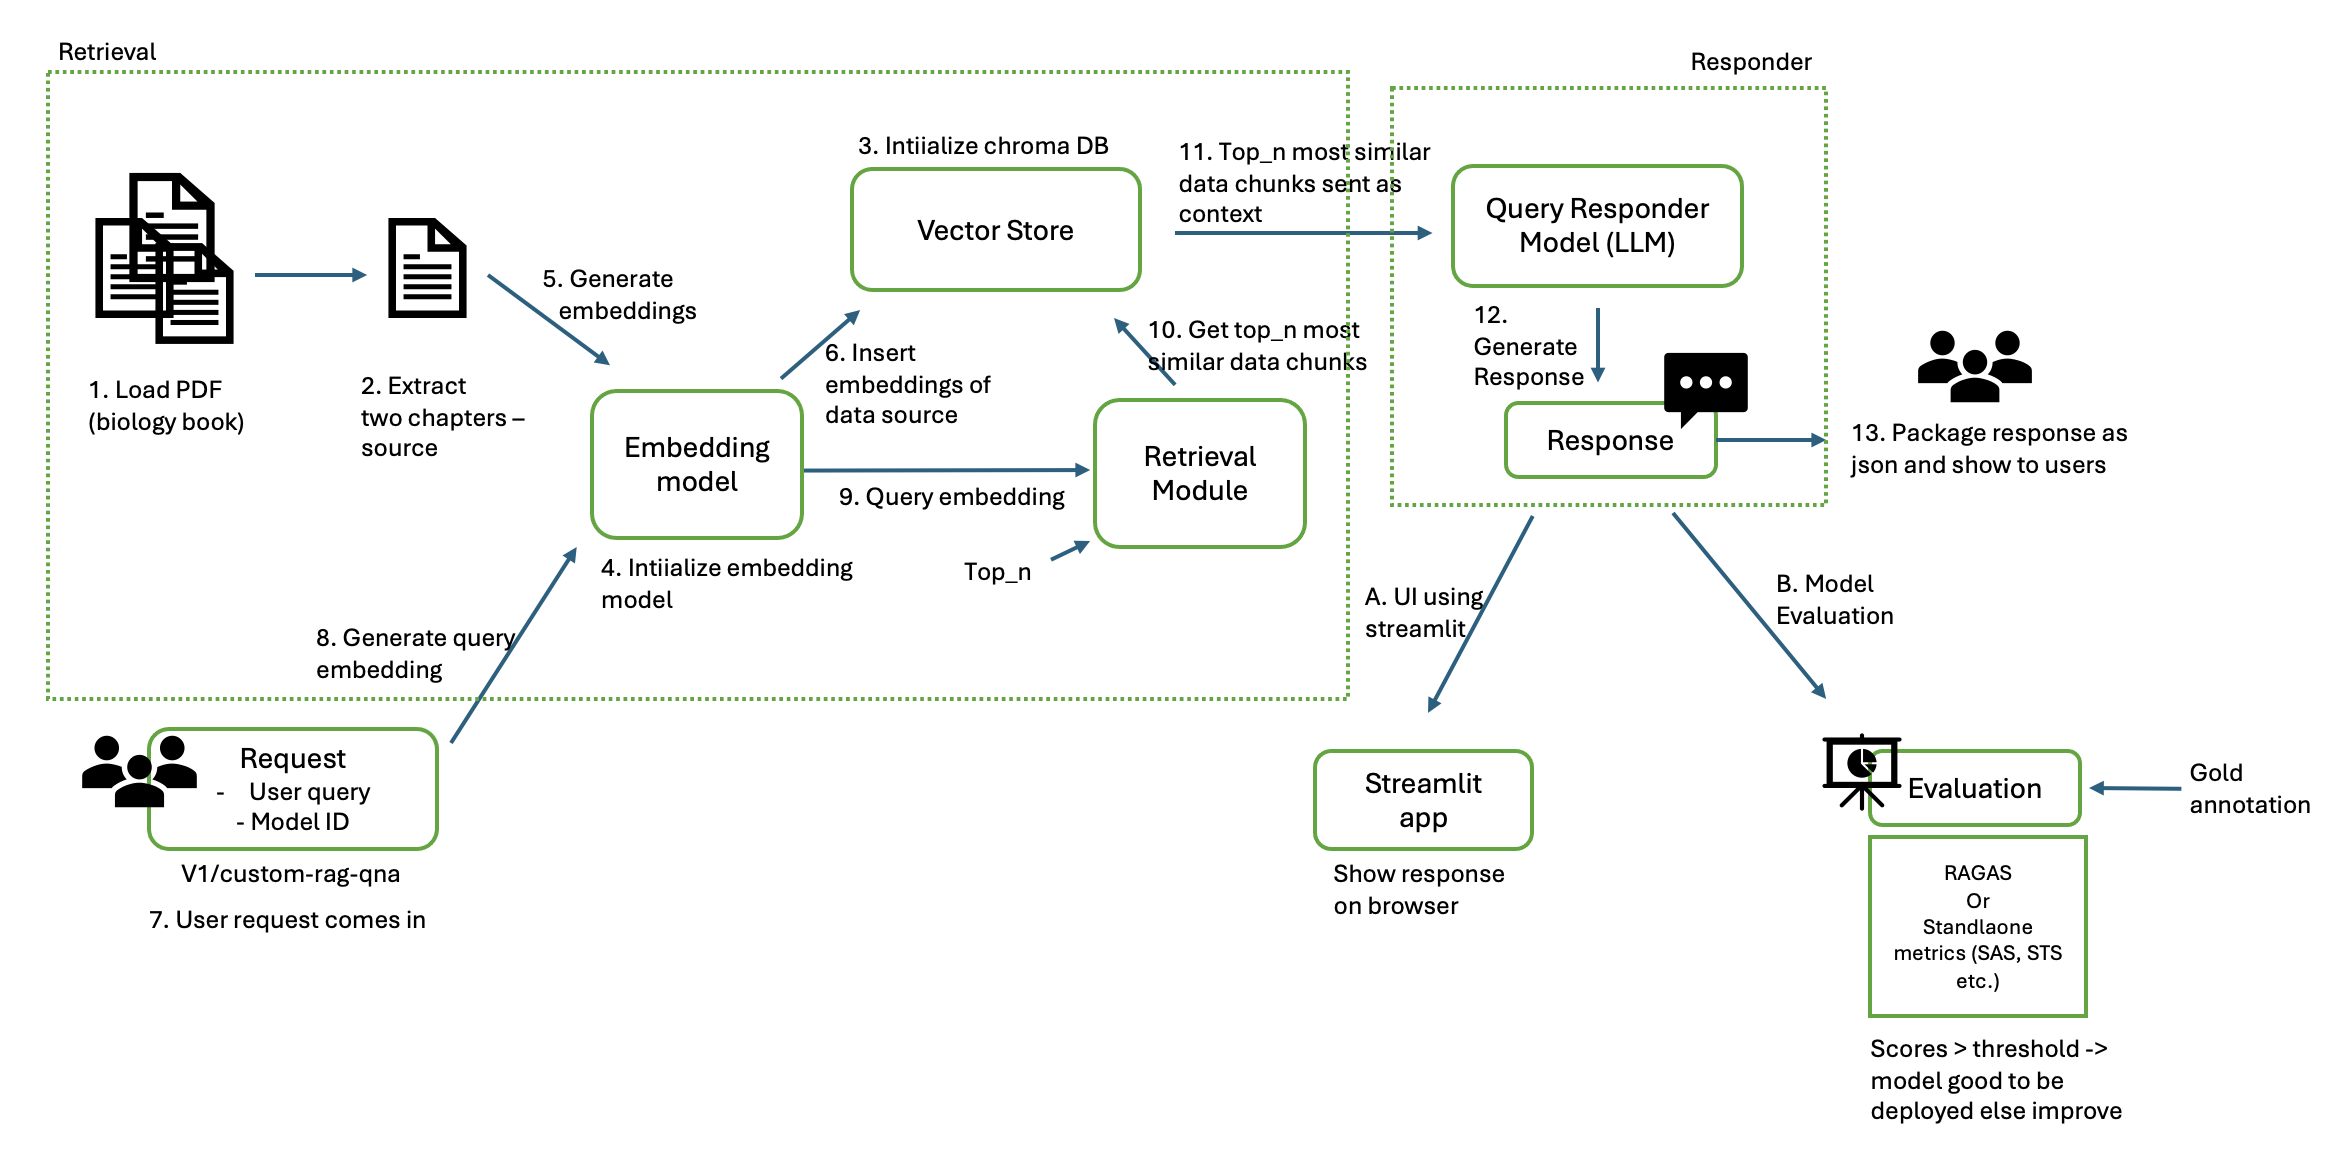 Retrieval
Responder
3. Intiialize chroma DB
11. Top_n most similar
data chunks sent as
context
Vector Store
Query Responder
Model (LLM)
5. Generate
embeddings
1. Load PDF
(biology book)
2. Extract
two chapters –
source
6. Insert
embeddings of
data source
10. Get top_n most
similar data chunks
12.
Generate
Response
Embedding
model
Retrieval
Module
Response
13. Package response as
json and show to users
9. Query embedding
4. Intiialize embedding
model
Top_n
8. Generate query
embedding
A. UI using
streamlit
B. Model
Evaluation
Request
- User query
- Model ID
V1/custom-rag-qna
7. User request comes in
Streamlit
app
Show response
on browser
Evaluation
Gold
annotation
RAGAS
Or
Standlaone
metrics (SAS, STS
etc.)
Scores > threshold ->
model good to be
deployed else improve